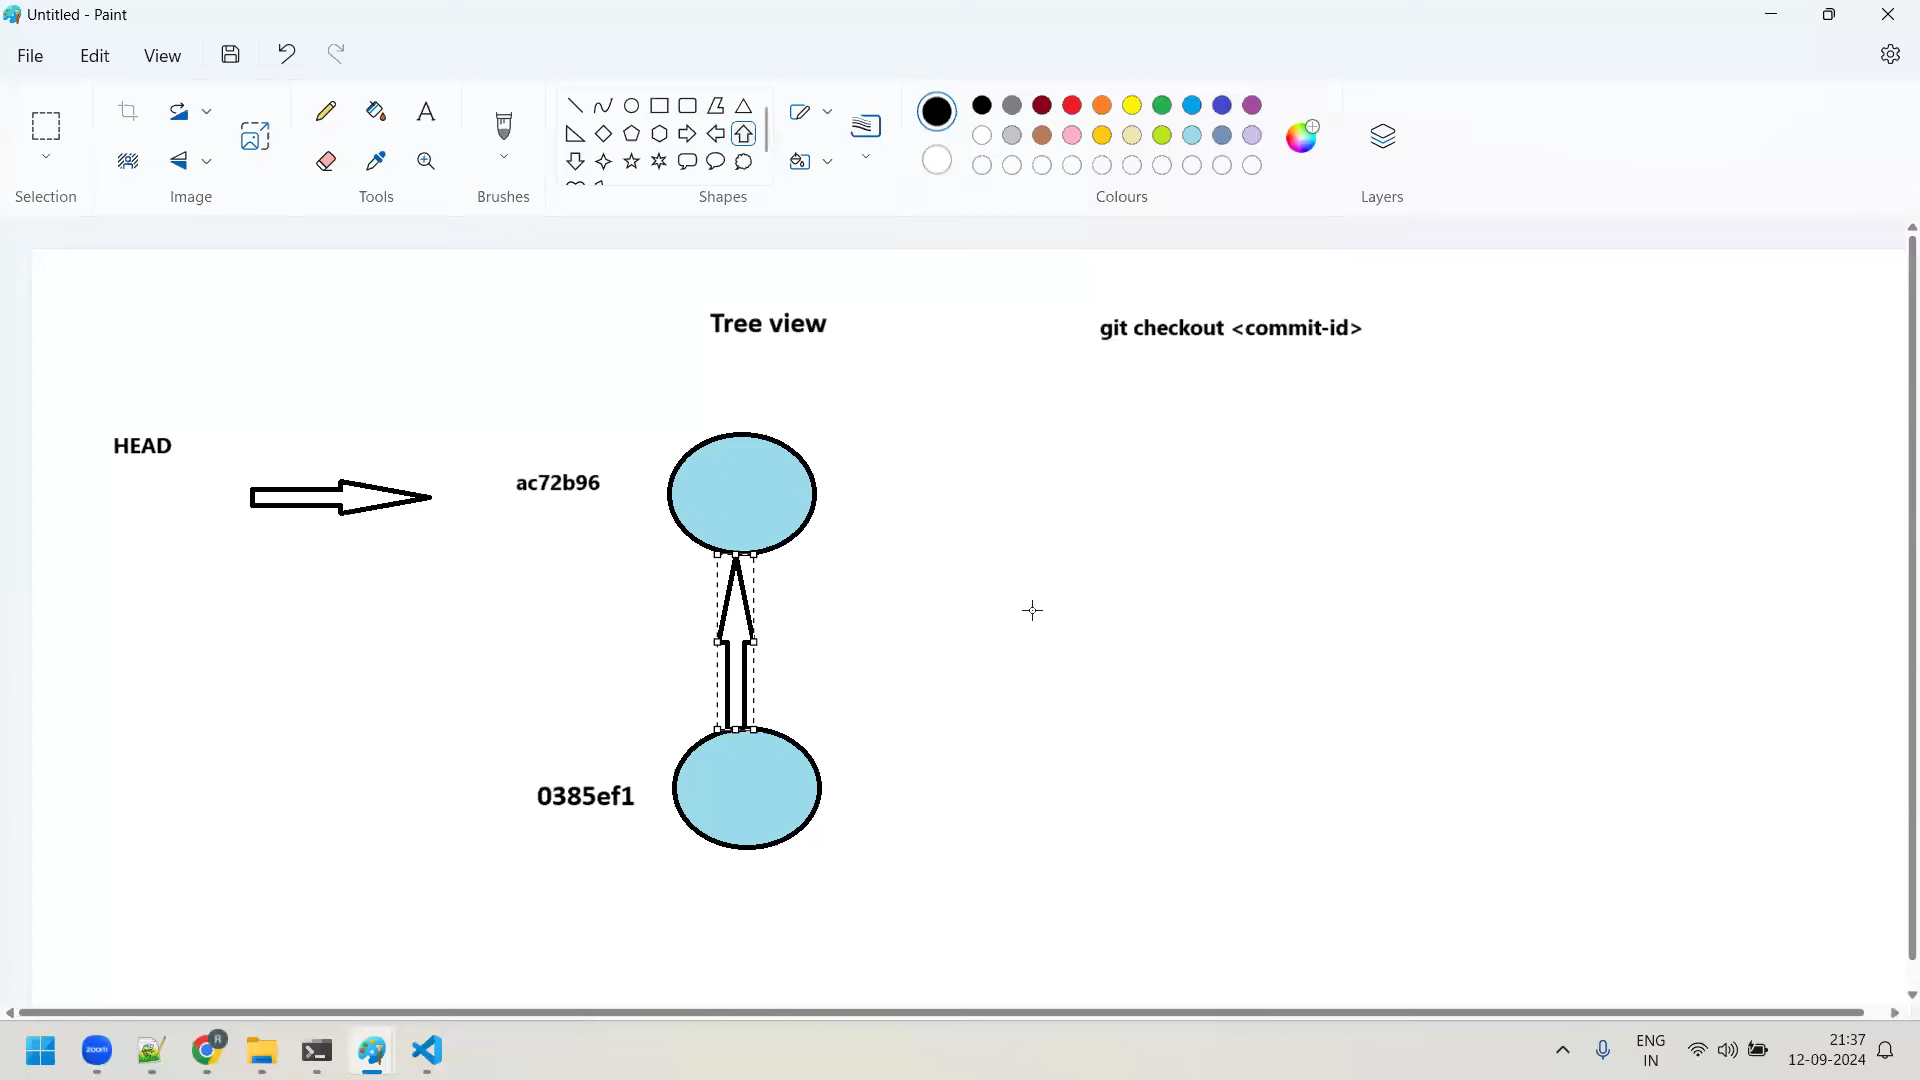 Untitled - Paint
File Edit View
Selection Image Tools Brushes Shapes Colours Layers
Tree view
git checkout <commit-id>
HEAD
ac72b96
0385ef1
zoom
R
ENG
IN
21:37
12-09-2024